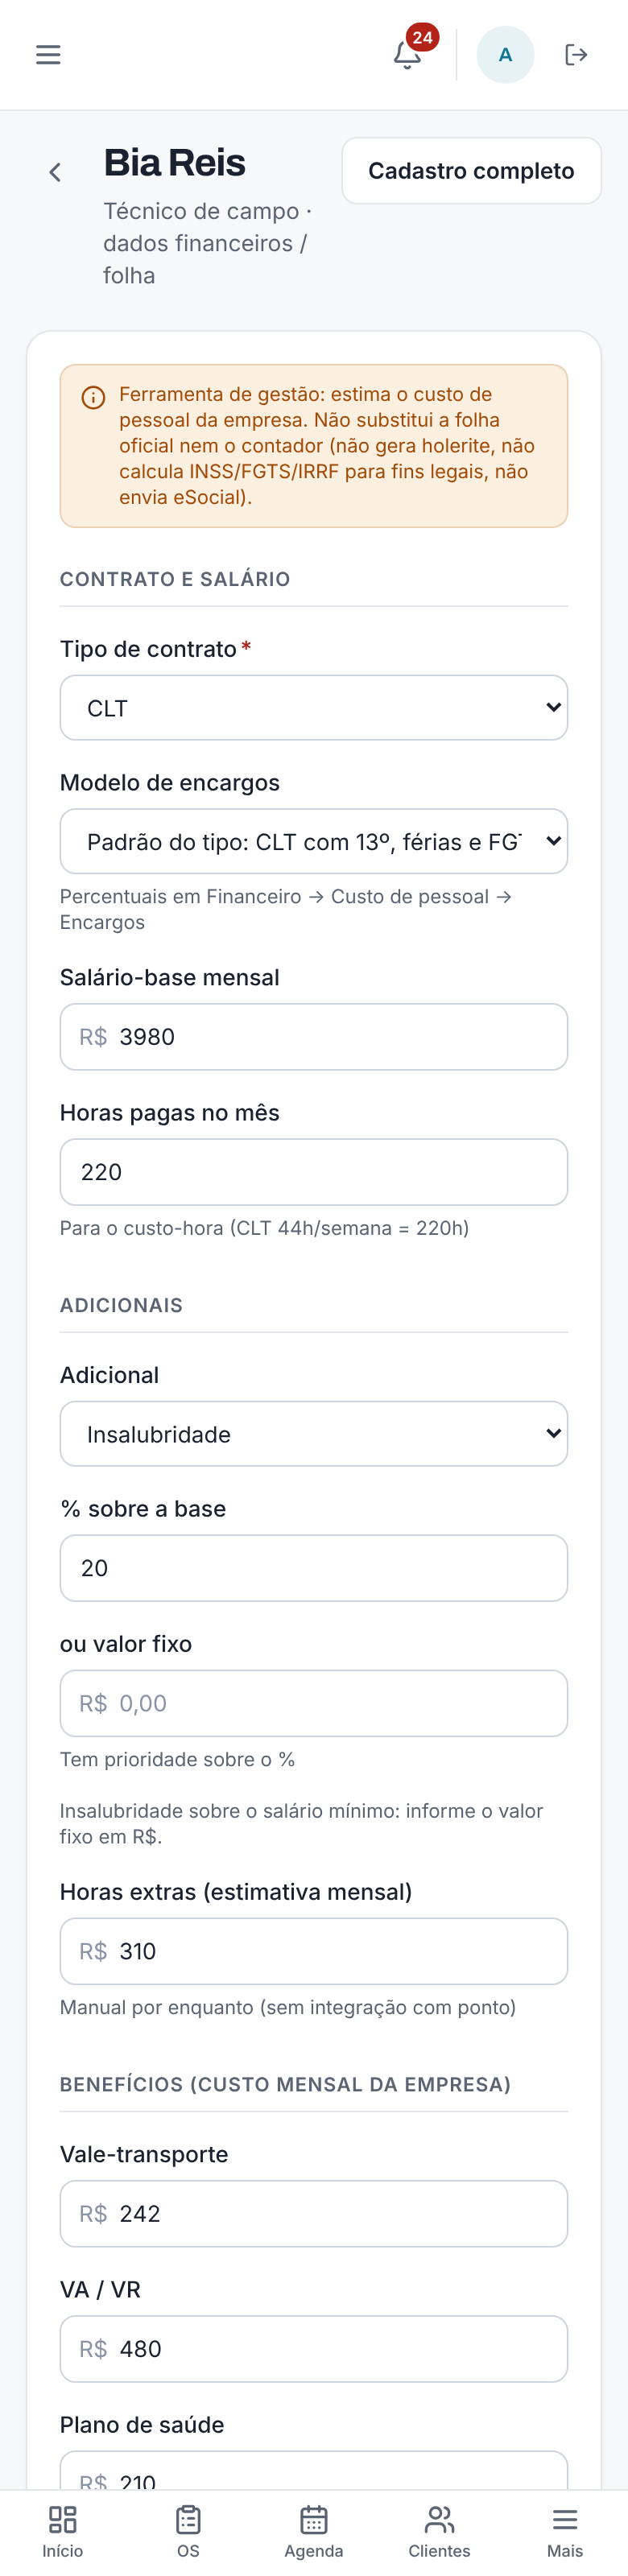 24
A
Bia Reis
Cadastro completo
Técnico de campo ·
dados financeiros /
folha
Ferramenta de gestão: estima o custo de
pessoal da empresa. Não substitui a folha
oficial nem o contador (não gera holerite, não
calcula INSS/FGTS/IRRF para fins legais, não
envia eSocial).
CONTRATO E SALÁRIO
Tipo de contrato *
CLT
Modelo de encargos
Padrão do tipo: CLT com 13º, férias e FGT
Percentuais em Financeiro → Custo de pessoal →
Encargos
Salário-base mensal
R$ 3980
Horas pagas no mês
220
Para o custo-hora (CLT 44h/semana = 220h)
ADICIONAIS
Adicional
Insalubridade
% sobre a base
20
ou valor fixo
R$ 0,00
Tem prioridade sobre o %
Insalubridade sobre o salário mínimo: informe o valor
fixo em R$.
Horas extras (estimativa mensal)
R$ 310
Manual por enquanto (sem integração com ponto)
BENEFÍCIOS (CUSTO MENSAL DA EMPRESA)
Vale-transporte
R$ 242
VA / VR
R$ 480
Plano de saúde
R$ 210
Início
OS
Agenda
Clientes
Mais